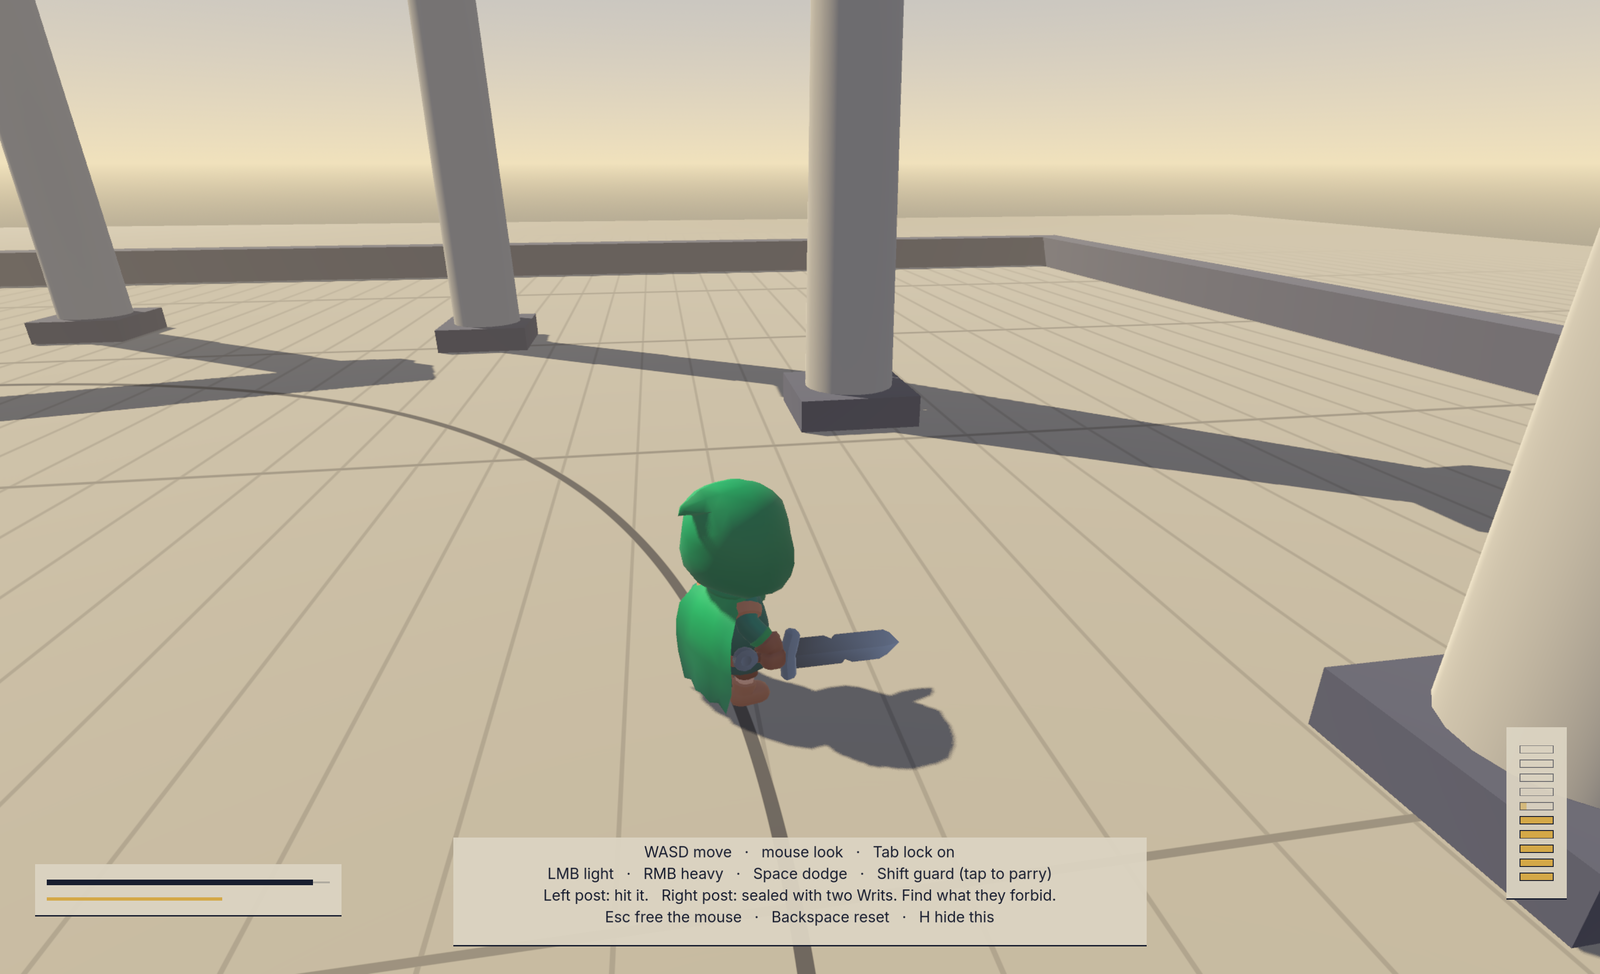 WASD move · mouse look · Tab lock on
LMB light · RMB heavy · Space dodge · Shift guard (tap to parry)
Left post: hit it. Right post: sealed with two Writs. Find what they forbid.
Esc free the mouse · Backspace reset · H hide this